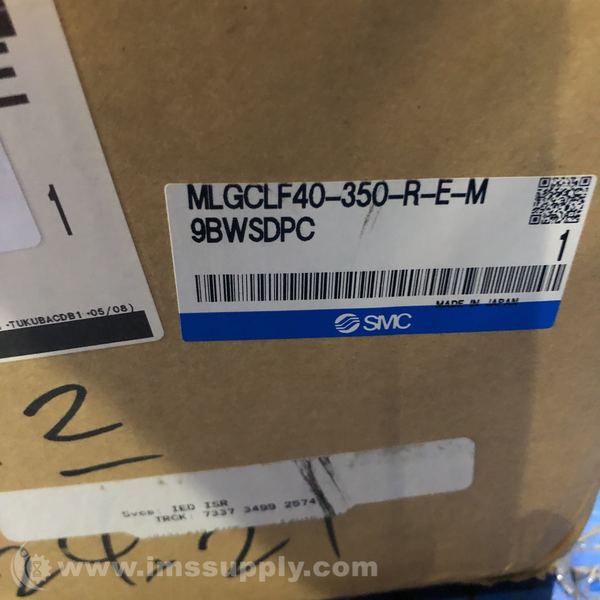 MLGCLF40-350-R-E-M
9BWSDPC
1
MADE IN JAPAN
SMC
1
-TUKUBACDB1-05/08)
2
Svcs: IED ISR
TRCK: 7337 3499 2574
www.imssupply.com